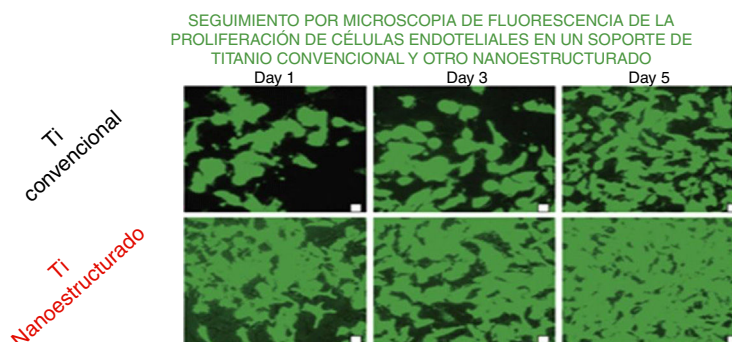 SEGUIMIENTO POR MICROSCOPIA DE FLUORESCENCIA DE LA
PROLIFERACIÓN DE CÉLULAS ENDOTELIALES EN UN SOPORTE DE
TITANIO CONVENCIONAL Y OTRO NANOESTRUCTURADO
Day 1
Day 3
Day 5
Ti
convencional
Ti
Nanoestructurado